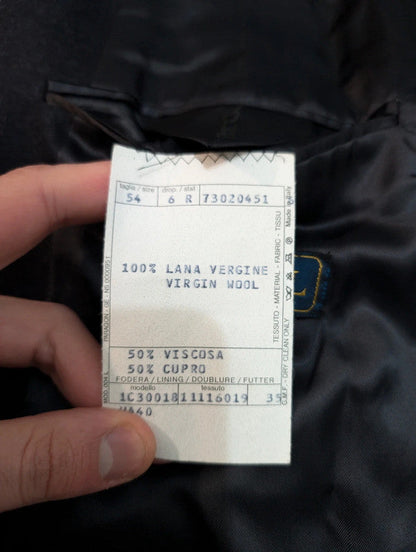 taglia / size drop. / stat
54 6 R 73020451
100% LANA VERGINE
VIRGIN WOOL
50% VISCOSA
50% CUPRO
FODERA / LINING / DOUBLURE / FUTTER
modello tessuto
1C30018 11116019 35
MA40
TESSUTO - MATERIAL - FABRIC - TISSU
Made in Italy
DRY CLEAN ONLY
L